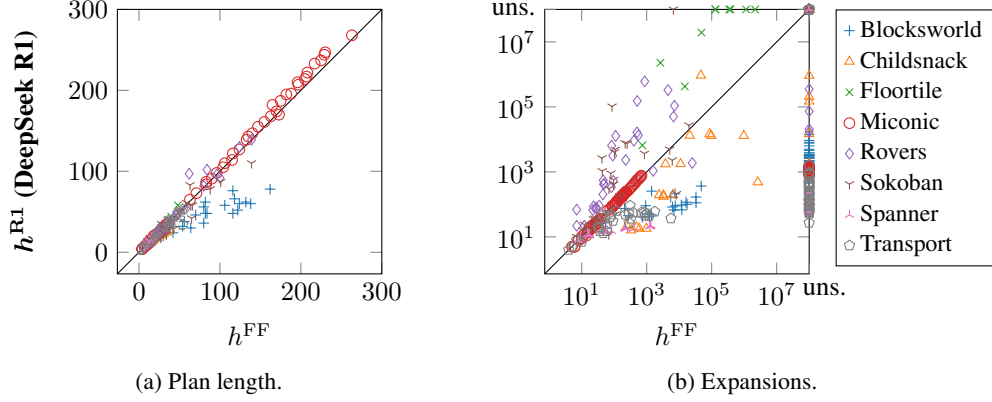 300
200
100
0
0
100
200
300
h^R1 (DeepSeek R1)
h^FF
(a) Plan length.
uns.
10^7
10^5
10^3
10^1
10^1
10^3
10^5
10^7
uns.
h^FF
(b) Expansions.
Blocksworld
Childsnack
Floortile
Miconic
Rovers
Sokoban
Spanner
Transport